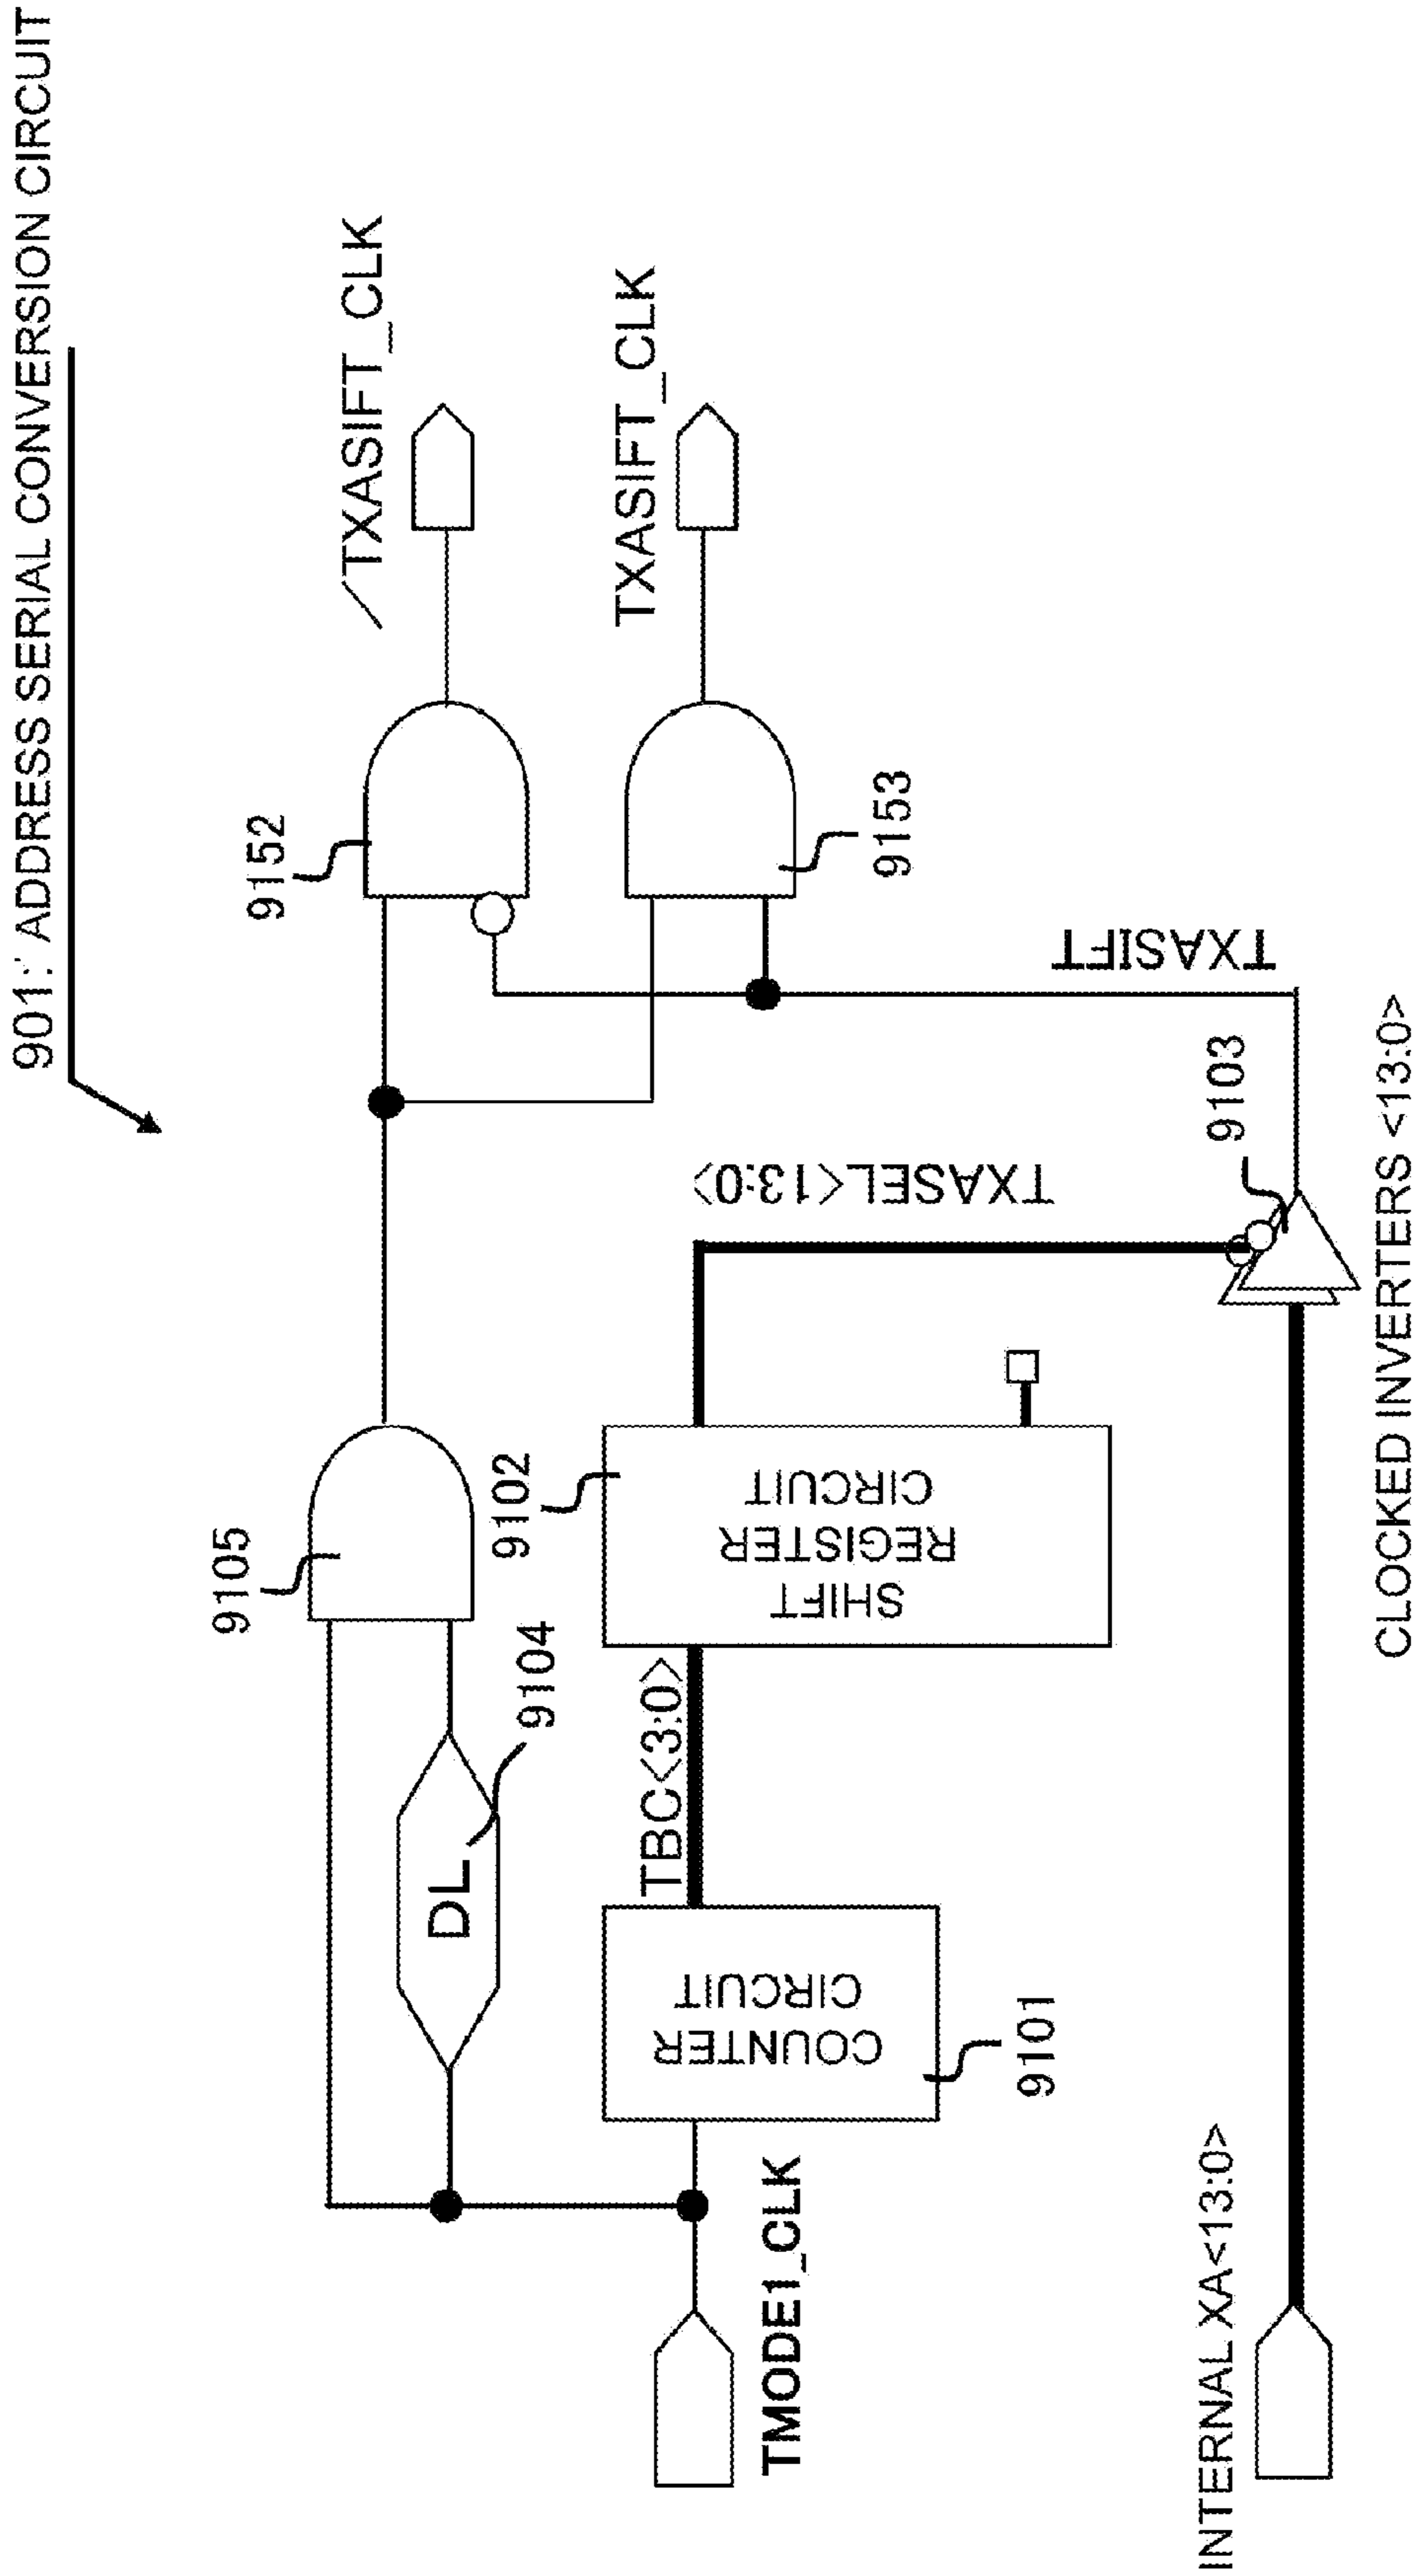 901:' ADDRESS SERIAL CONVERSION CIRCUIT
/TXASIFT_CLK
TXASIFT_CLK
9152
9153
9105
9104
DL
9102
SHIFT
REGISTER
CIRCUIT
TBC<3:0>
COUNTER
CIRCUIT
9101
TMODE1_CLK
TXASEL<13:0>
TXASIFT
9103
CLOCKED INVERTERS <13:0>
INTERNAL XA<13:0>